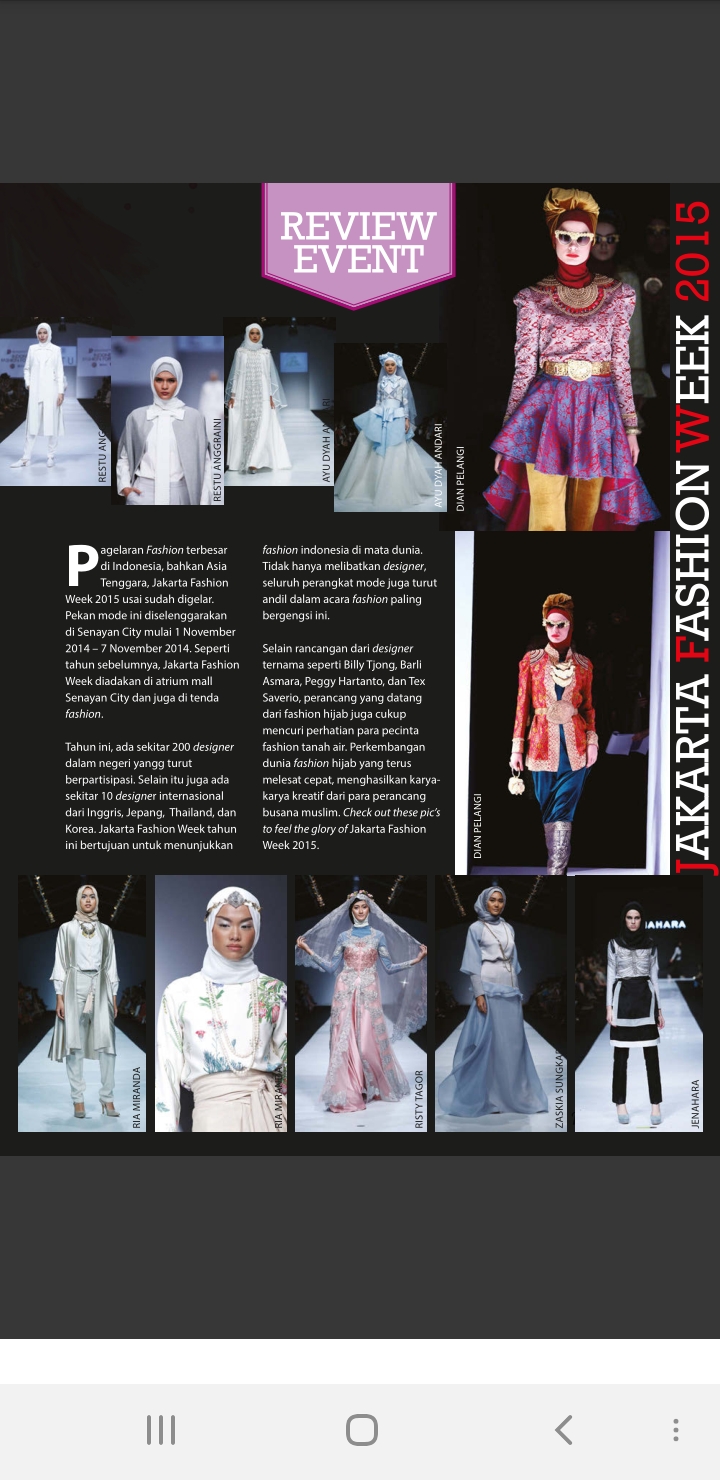 REVIEW
EVENT
JAKARTA FASHION WEEK 2015
RESTU ANG
RESTU ANGGRAINI
AYU DYAH ANDARI
AYU DYAH ANDARI
DIAN PELANGI
Pagelaran Fashion terbesar
di Indonesia, bahkan Asia
Tenggara, Jakarta Fashion
Week 2015 usai sudah digelar.
Pekan mode ini diselenggarakan
di Senayan City mulai 1 November
2014 – 7 November 2014. Seperti
tahun sebelumnya, Jakarta Fashion
Week diadakan di atrium mall
Senayan City dan juga di tenda
fashion.
Tahun ini, ada sekitar 200 designer
dalam negeri yangg turut
berpartisipasi. Selain itu juga ada
sekitar 10 designer internasional
dari Inggris, Jepang, Thailand, dan
Korea. Jakarta Fashion Week tahun
ini bertujuan untuk menunjukkan
fashion indonesia di mata dunia.
Tidak hanya melibatkan designer,
seluruh perangkat mode juga turut
andil dalam acara fashion paling
bergengsi ini.
Selain rancangan dari designer
ternama seperti Billy Tjong, Barli
Asmara, Peggy Hartanto, dan Tex
Saverio, perancang yang datang
dari fashion hijab juga cukup
mencuri perhatian para pecinta
fashion tanah air. Perkembangan
dunia fashion hijab yang terus
melesat cepat, menghasilkan karya-
karya kreatif dari para perancang
busana muslim. Check out these pic's
to feel the glory of Jakarta Fashion
Week 2015.
DIAN PELANGI
RIA MIRANDA
RIA MIRANDA
RISTY TAGOR
ZASKIA SUNGKAR
JENAHARA
NAHARA